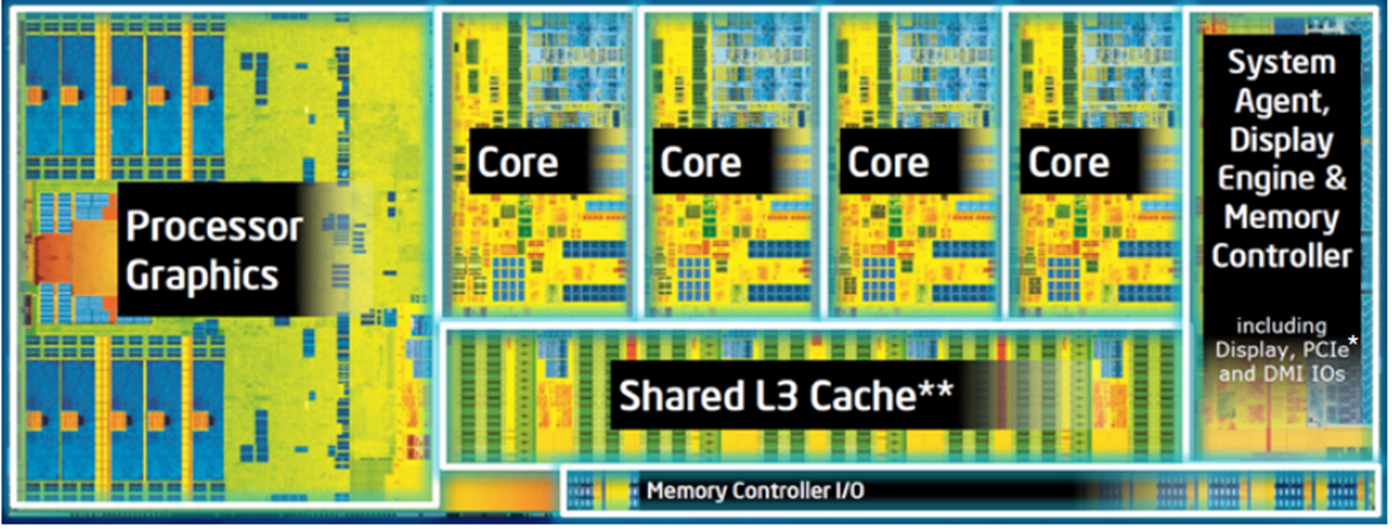 Processor
Graphics
Core
Core
Core
Core
System
Agent,
Display
Engine &
Memory
Controller
including
Display, PCIe*
and DMI IOs
Shared L3 Cache**
Memory Controller I/O